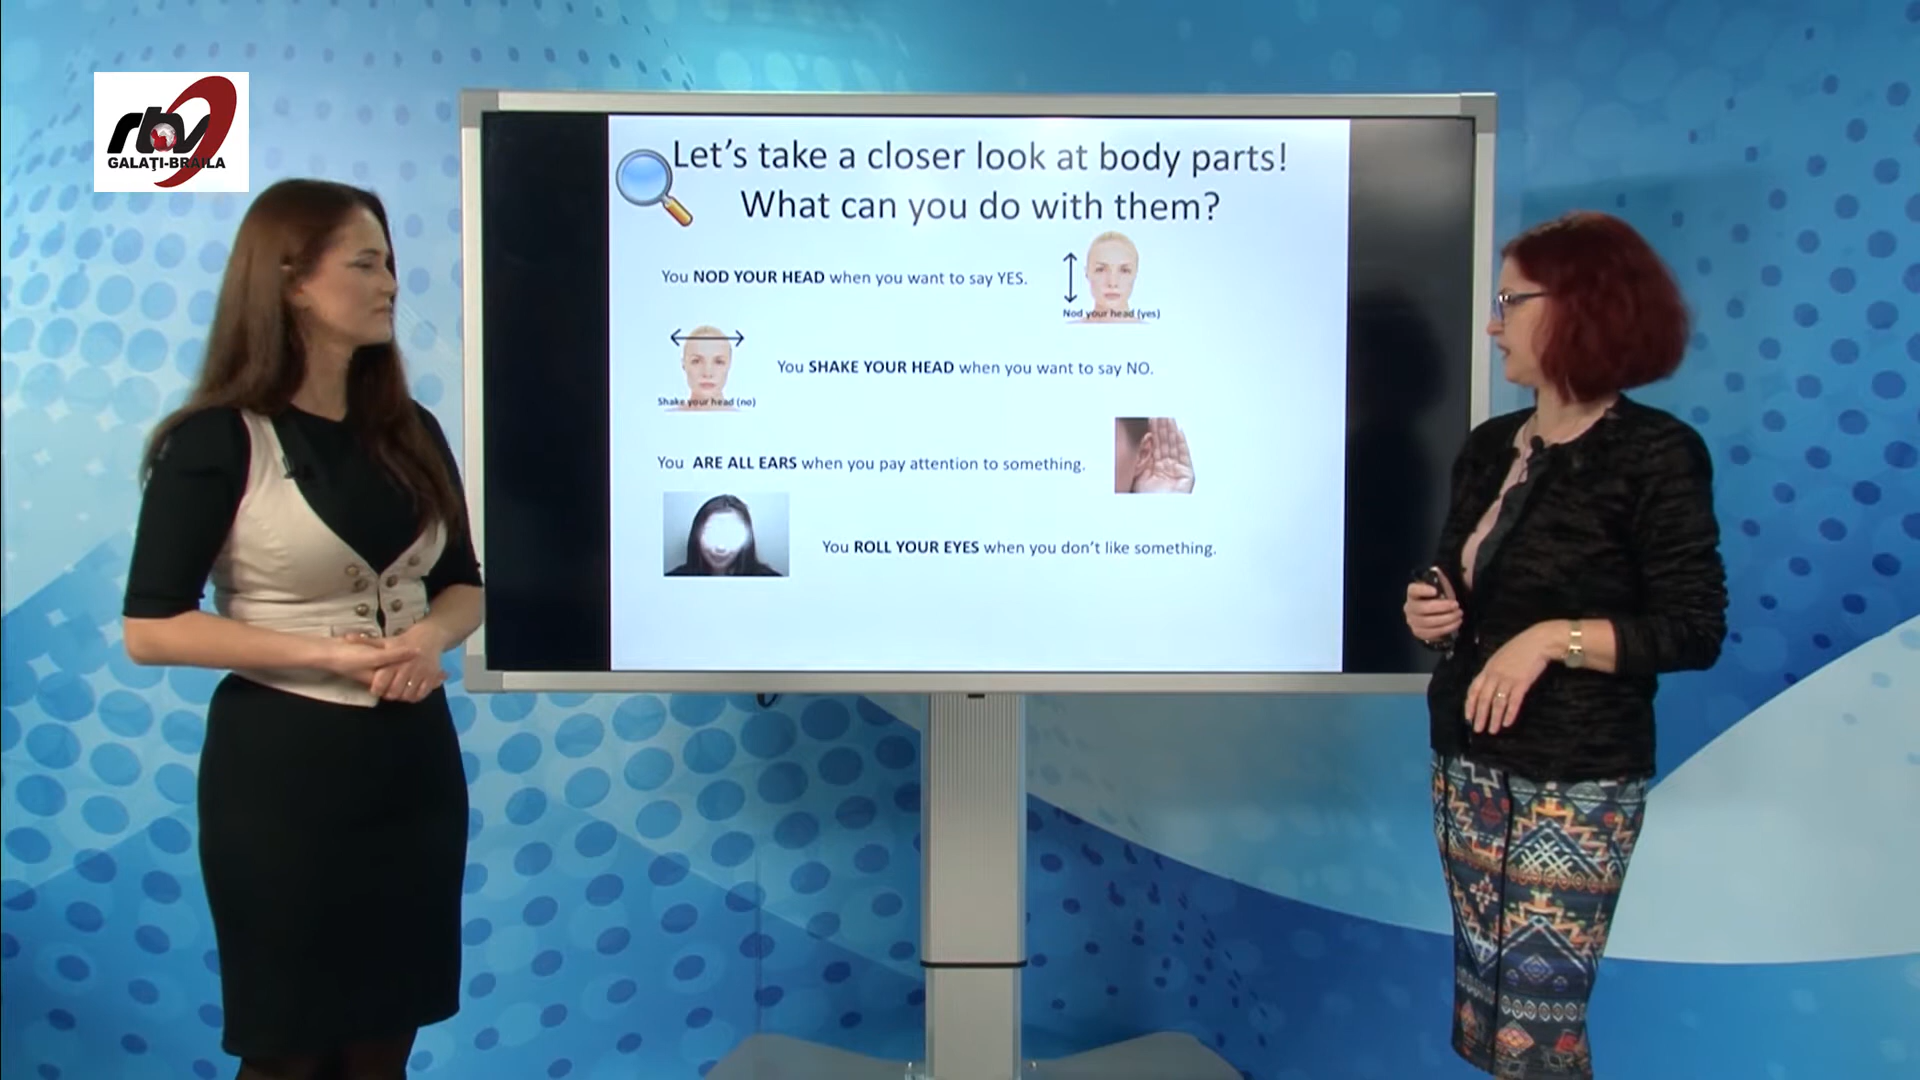 rtv
GALAȚI-BRĂILA
Let's take a closer look at body parts!
What can you do with them?
You NOD YOUR HEAD when you want to say YES.
Nod your head (yes)
Shake your head (no)
You SHAKE YOUR HEAD when you want to say NO.
You ARE ALL EARS when you pay attention to something.
You ROLL YOUR EYES when you don't like something.